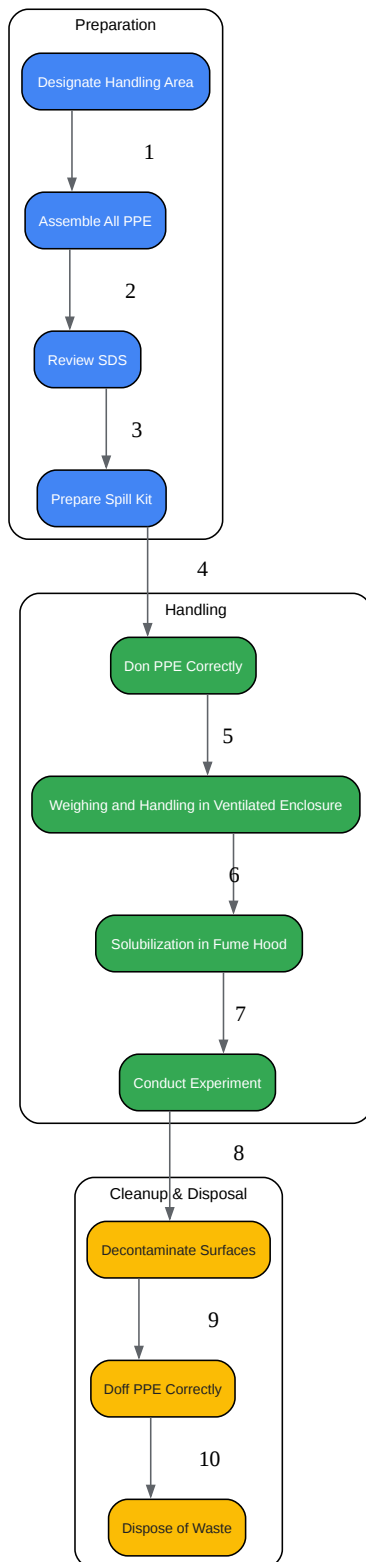 Preparation
Designate Handling Area
1
Assemble All PPE
2
Review SDS
3
Prepare Spill Kit
4
Handling
Don PPE Correctly
5
Weighing and Handling in Ventilated Enclosure
6
Solubilization in Fume Hood
7
Conduct Experiment
8
Cleanup & Disposal
Decontaminate Surfaces
9
Doff PPE Correctly
10
Dispose of Waste